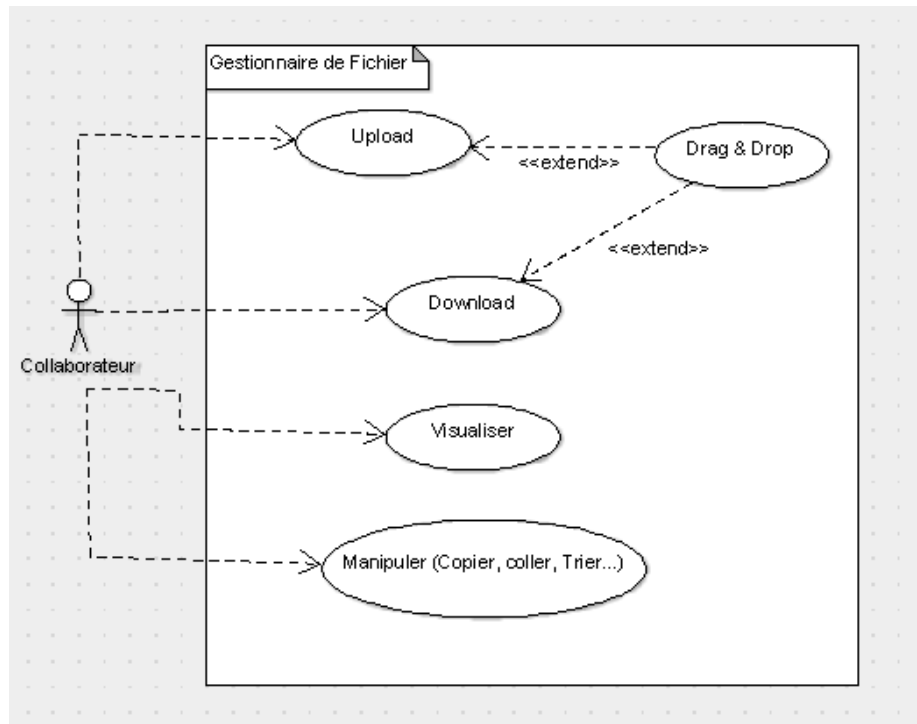 Gestionnaire de Fichier
Upload
Drag & Drop
<<extend>>
<<extend>>
Download
Collaborateur
Visualiser
Manipuler (Copier, coller, Trier...)